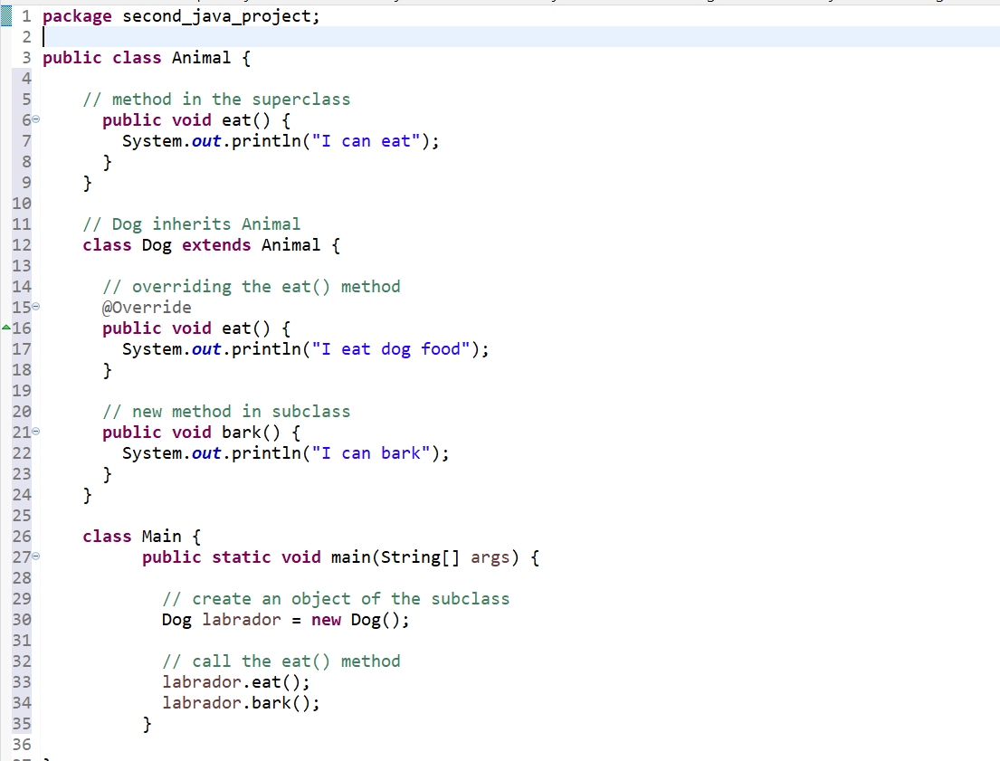 1 package second_java_project;
2
3 public class Animal {
4
5 // method in the superclass
6 public void eat() {
7 System.out.println("I can eat");
8 }
9 }
10
11 // Dog inherits Animal
12 class Dog extends Animal {
13
14 // overriding the eat() method
15 @Override
16 public void eat() {
17 System.out.println("I eat dog food");
18 }
19
20 // new method in subclass
21 public void bark() {
22 System.out.println("I can bark");
23 }
24 }
25
26 class Main {
27 public static void main(String[] args) {
28
29 // create an object of the subclass
30 Dog labrador = new Dog();
31
32 // call the eat() method
33 labrador.eat();
34 labrador.bark();
35 }
36